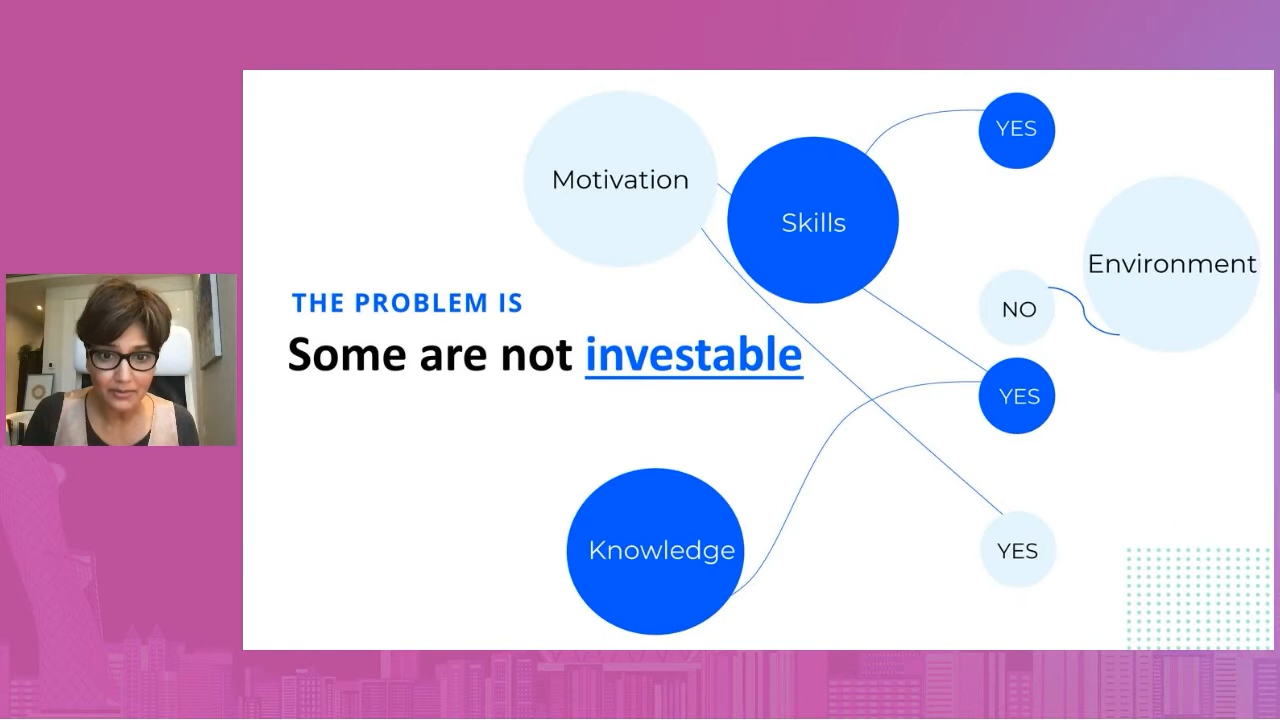 Motivation
Skills
YES
Environment
NO
THE PROBLEM IS
Some are not investable
YES
Knowledge
YES